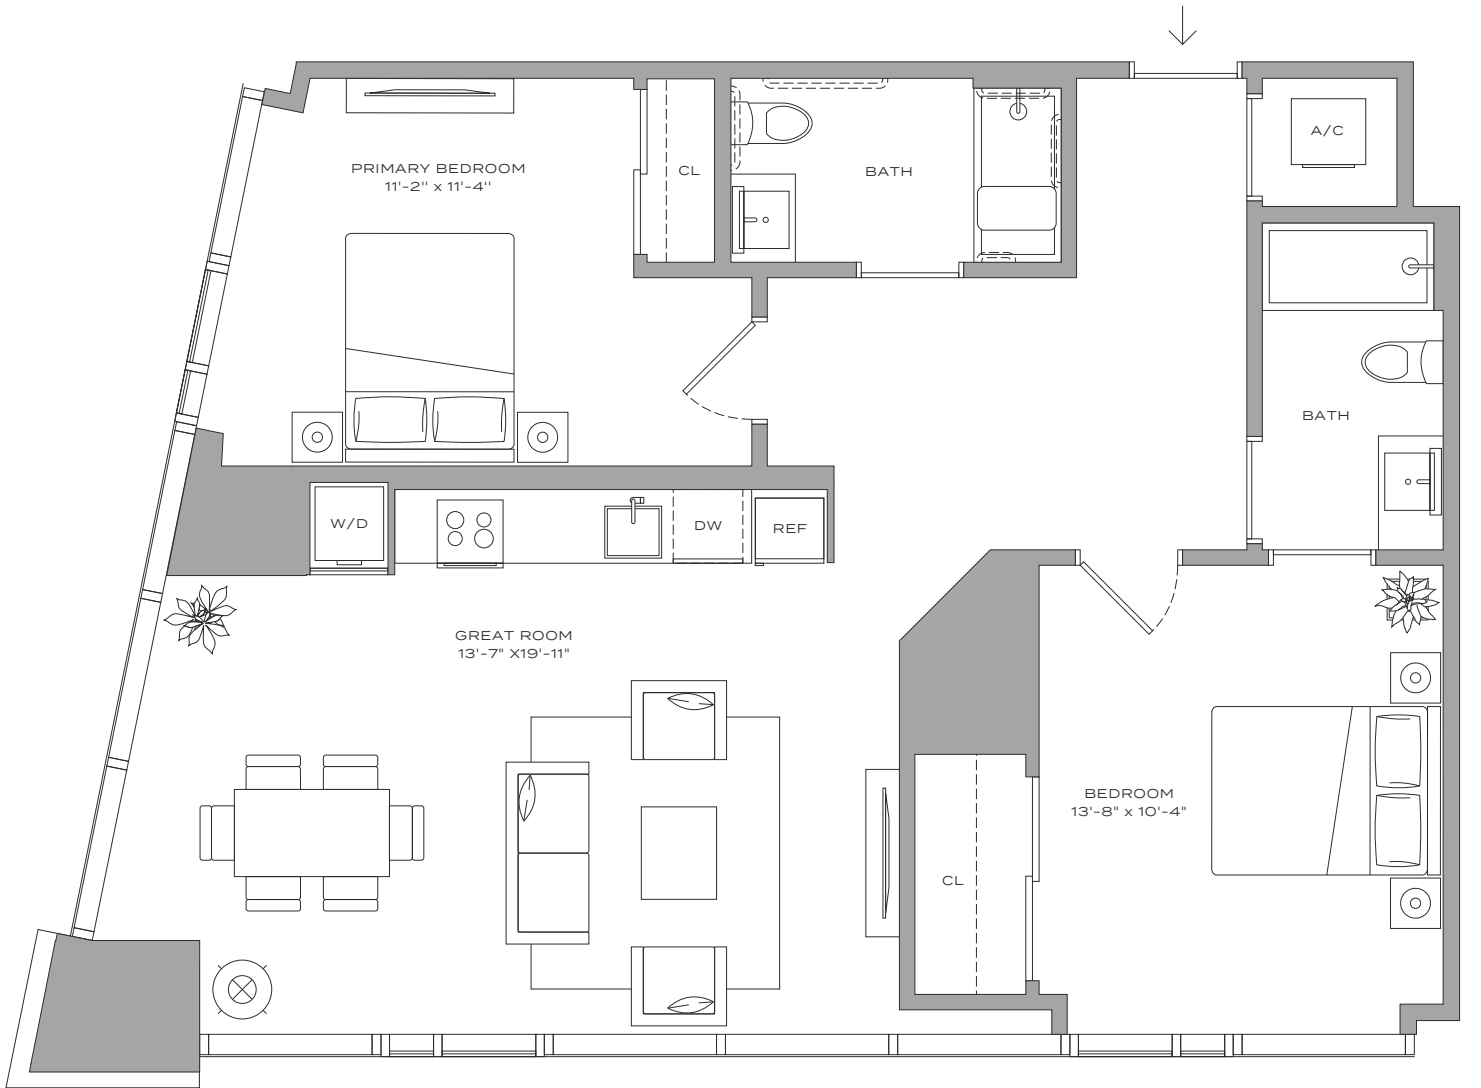 A/C
PRIMARY BEDROOM
11'-2" x 11'-4"
CL
BATH
BATH
W/D
DW
REF
GREAT ROOM
13'-7" X19'-11"
BEDROOM
13'-8" x 10'-4"
CL